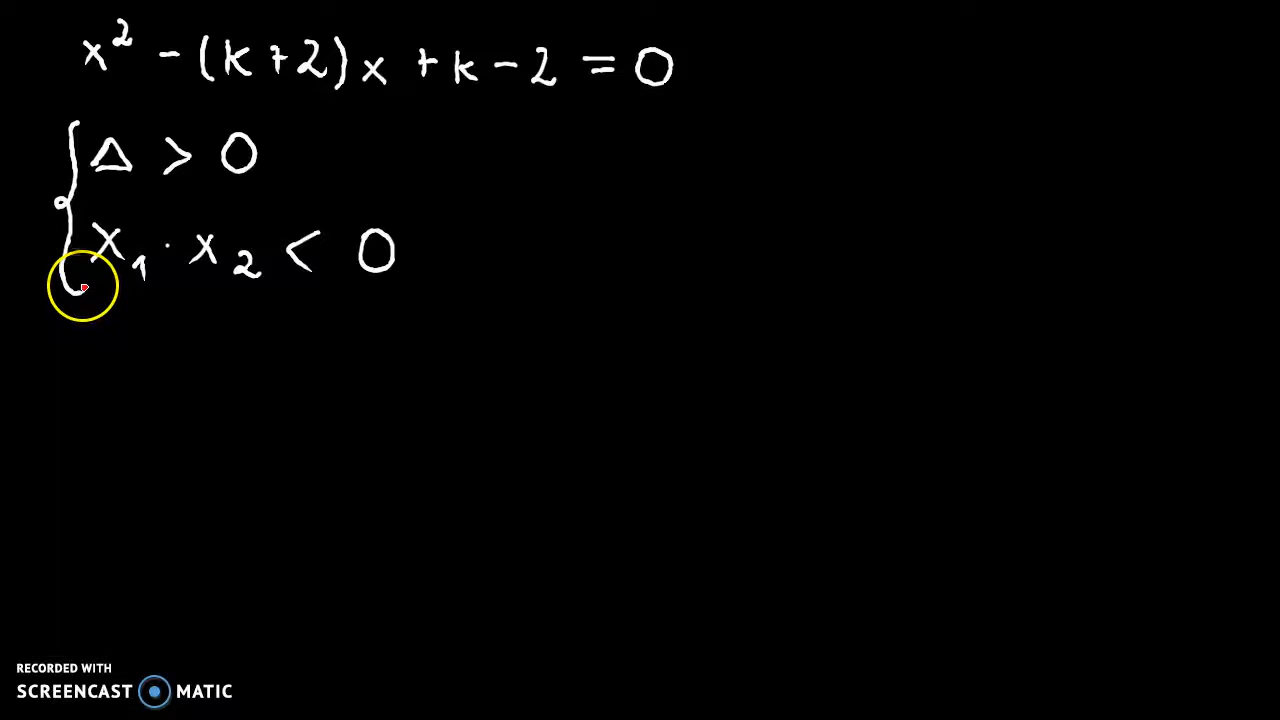 x² - (k+2)x + k - 2 = 0
Δ > 0
x₁ · x₂ < 0
RECORDED WITH
SCREENCAST MATIC